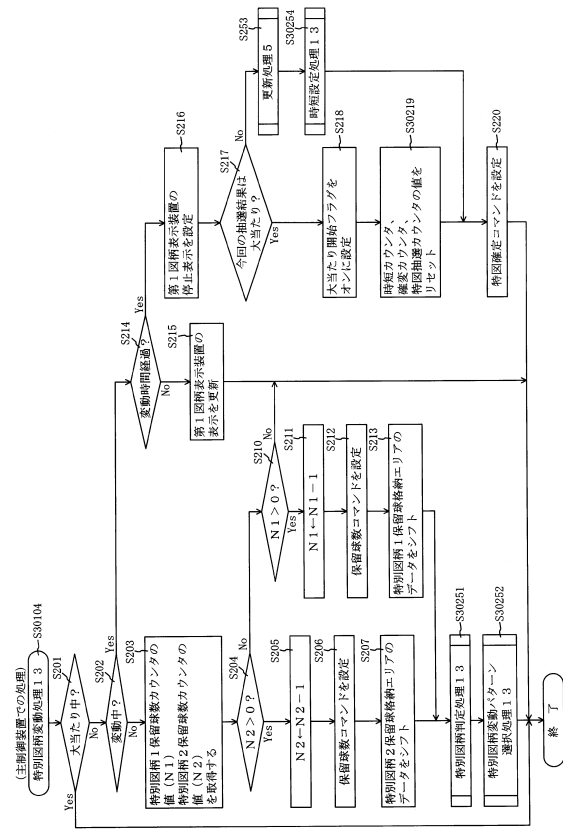 (主制御装置での処理)
特別図柄変動処理13
S30104
大当たり中?
S201
Yes
No
変動中?
S202
Yes
No
特別図柄1保留球数カウンタの
値(N1)
特別図柄2保留球数カウンタの
値(N2)
を取得する
S203
N2>0?
S204
No
Yes
N2←N2-1
S205
保留球数コマンドを設定
S206
特別図柄2保留球格納エリアの
データをシフト
S207
N1>0?
S210
No
Yes
N1←N1-1
S211
保留球数コマンドを設定
S212
特別図柄1保留球格納エリアの
データをシフト
S213
特別図柄判定処理13
S30251
特別図柄変動パターン
選択処理13
S30252
変動時間経過?
S214
Yes
No
第1図柄表示装置の
表示を更新
S215
第1図柄表示装置の
停止表示を設定
S216
今回の抽選結果は
大当たり?
S217
No
Yes
大当たり開始フラグを
オンに設定
S218
時短カウンタ、
確変カウンタ、
特図抽選カウンタの値を
リセット
S30219
更新処理5
S253
時短設定処理13
S30254
特図確定コマンドを設定
S220
終了